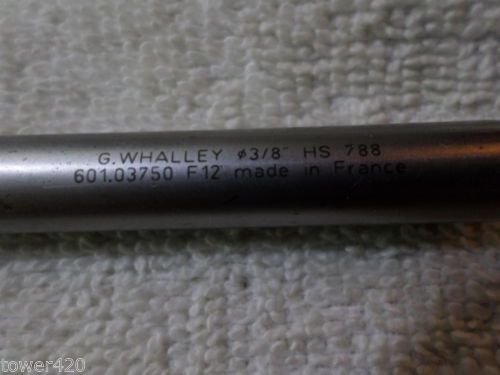 G.WHALLEY ø3/8" HS 788
601.03750 F12 made in France
tower420